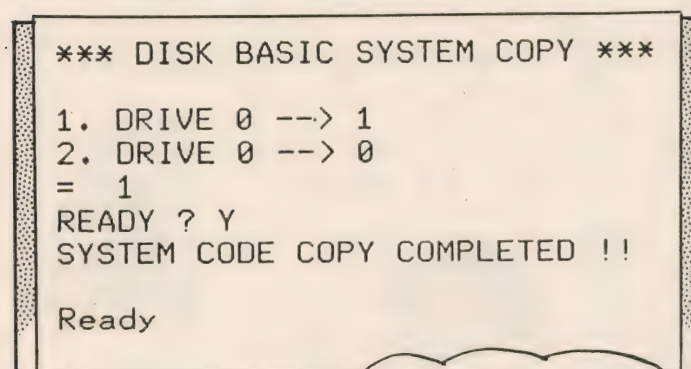 *** DISK BASIC SYSTEM COPY ***
1. DRIVE 0 --> 1
2. DRIVE 0 --> 0
=  1
READY ? Y
SYSTEM CODE COPY COMPLETED !!
Ready